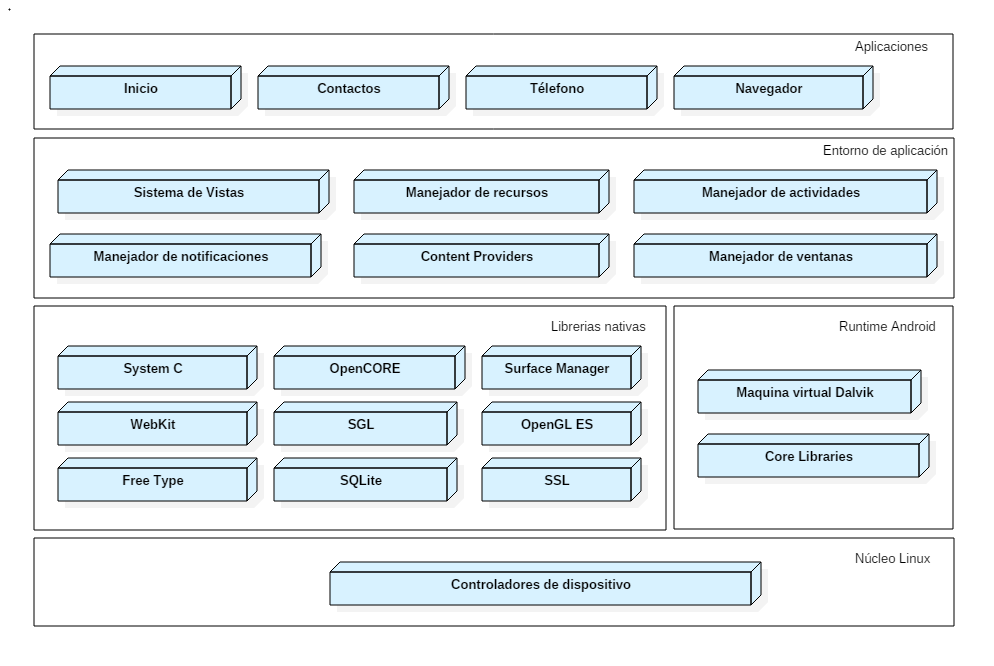 Aplicaciones
Inicio
Contactos
Télefono
Navegador
Entorno de aplicación
Sistema de Vistas
Manejador de recursos
Manejador de actividades
Manejador de notificaciones
Content Providers
Manejador de ventanas
Librerias nativas
System C
OpenCORE
Surface Manager
WebKit
SGL
OpenGL ES
Free Type
SQLite
SSL
Runtime Android
Maquina virtual Dalvik
Core Libraries
Núcleo Linux
Controladores de dispositivo